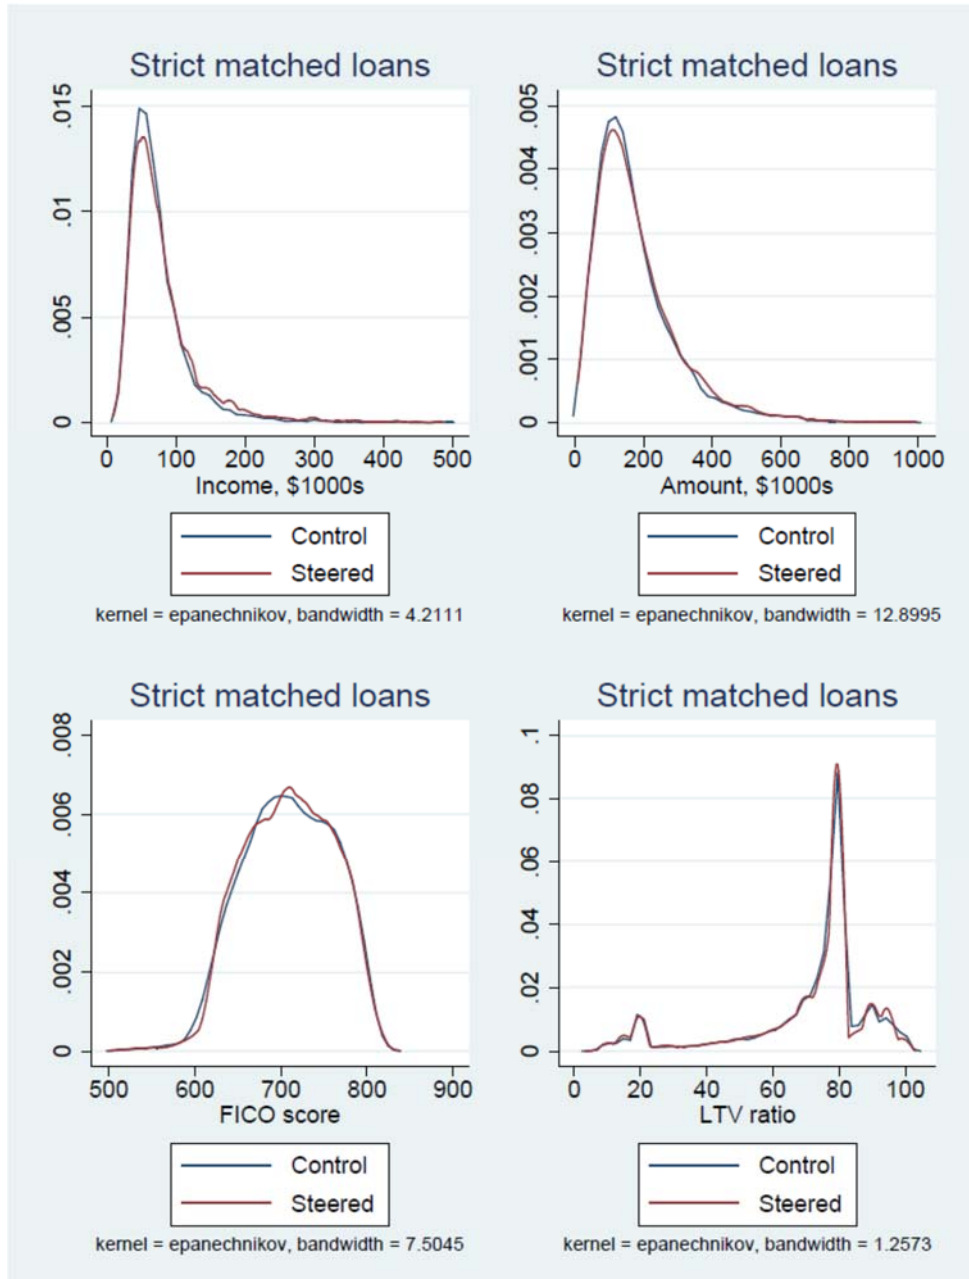 Strict matched loans
.015
.01
.005
0
0 100 200 300 400 500
Income, $1000s
Control
Steered
kernel = epanechnikov, bandwidth = 4.2111
Strict matched loans
.005
.004
.003
.002
.001
0
0 200 400 600 800 1000
Amount, $1000s
Control
Steered
kernel = epanechnikov, bandwidth = 12.8995
Strict matched loans
.008
.006
.004
.002
0
500 600 700 800 900
FICO score
Control
Steered
kernel = epanechnikov, bandwidth = 7.5045
Strict matched loans
.1
.08
.06
.04
.02
0
0 20 40 60 80 100
LTV ratio
Control
Steered
kernel = epanechnikov, bandwidth = 1.2573